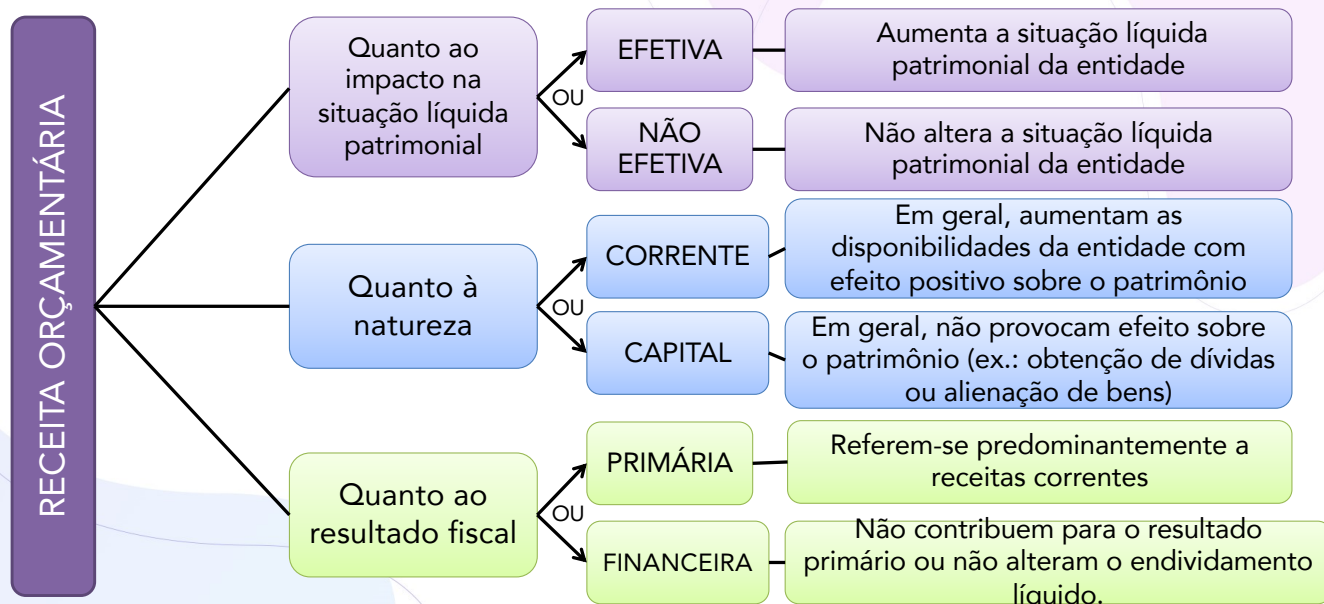 RECEITA ORÇAMENTÁRIA
Quanto ao
impacto na
situação líquida
patrimonial
OU
EFETIVA
Aumenta a situação líquida
patrimonial da entidade
NÃO
EFETIVA
Não altera a situação líquida
patrimonial da entidade
Quanto à
natureza
OU
CORRENTE
Em geral, aumentam as
disponibilidades da entidade com
efeito positivo sobre o patrimônio
CAPITAL
Em geral, não provocam efeito sobre
o patrimônio (ex.: obtenção de dívidas
ou alienação de bens)
Quanto ao
resultado fiscal
OU
PRIMÁRIA
Referem-se predominantemente a
receitas correntes
FINANCEIRA
Não contribuem para o resultado
primário ou não alteram o endividamento
líquido.